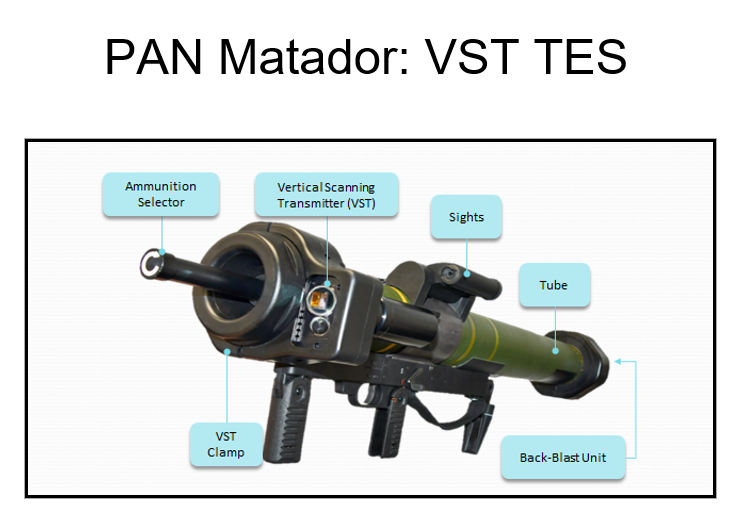 PAN Matador: VST TES
Ammunition
Selector
Vertical Scanning
Transmitter (VST)
Sights
Tube
VST
Clamp
Back-Blast Unit